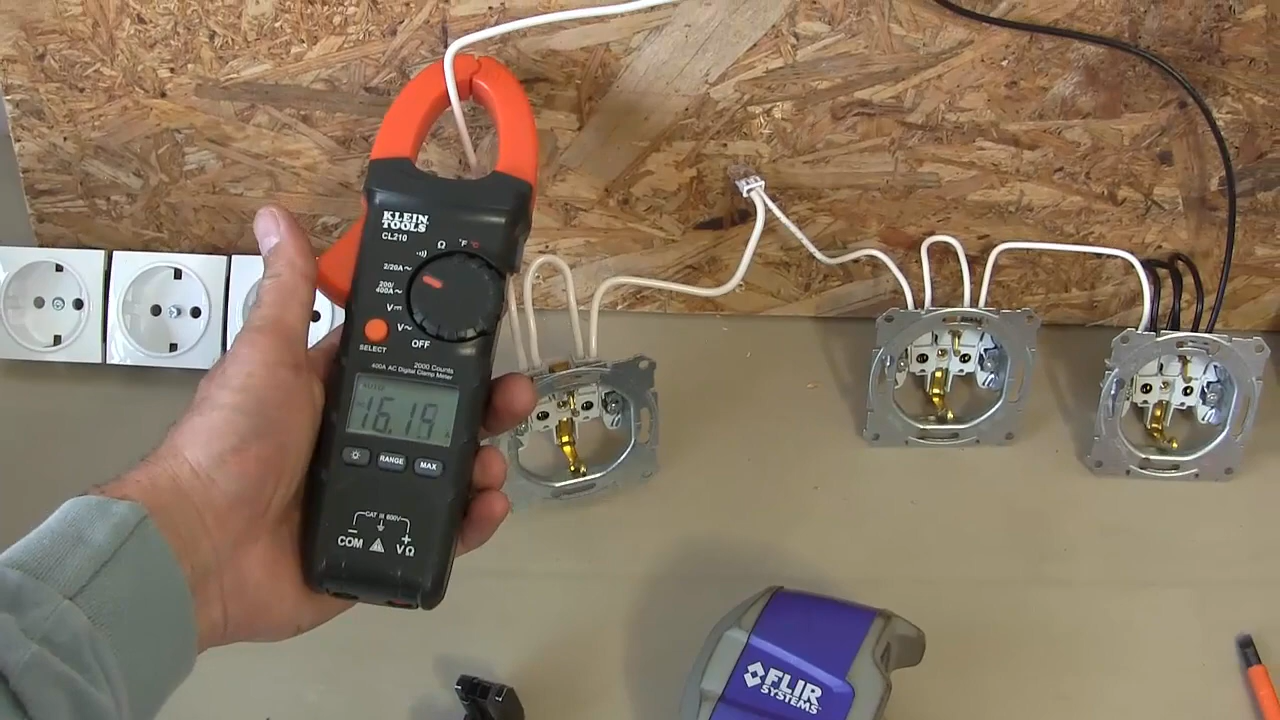 KLEIN
TOOLS
CL210
Ω °F °C
2/20A~
200/
400A~
V⎓
V~
OFF
SELECT
2000 Counts
400A AC Digital Clamp Meter
AUTO
16.19
RANGE
MAX
CAT III 600V
− +
COM VΩ
FLIR
SYSTEMS